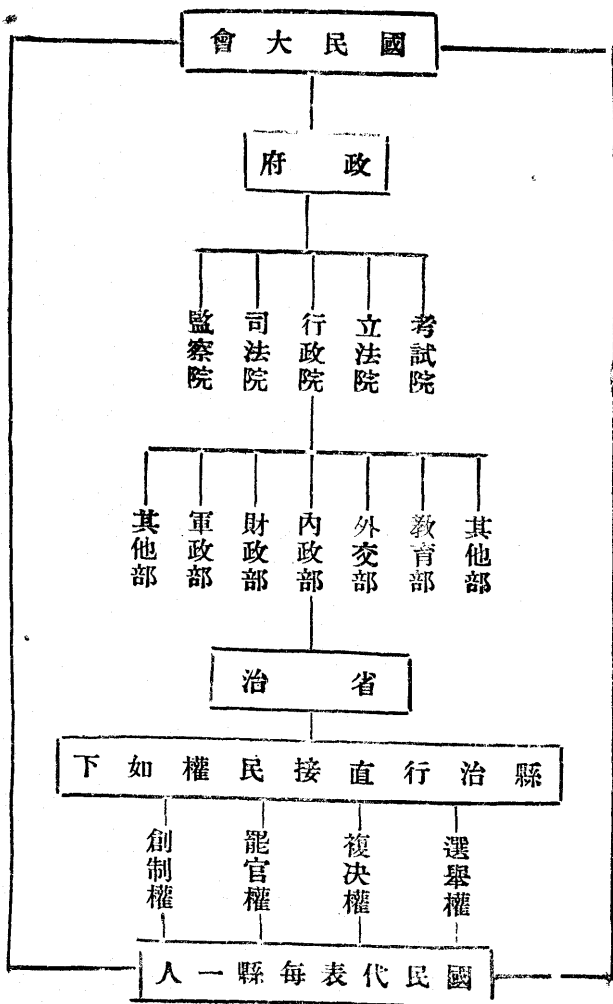 國民大會
政府
考試院
立法院
行政院
司法院
監察院
其他部
教育部
外交部
內政部
財政部
軍政部
其他部
省治
縣治行直接民權如下
選舉權
複决權
罷官權
創制權
國民代表每縣一人